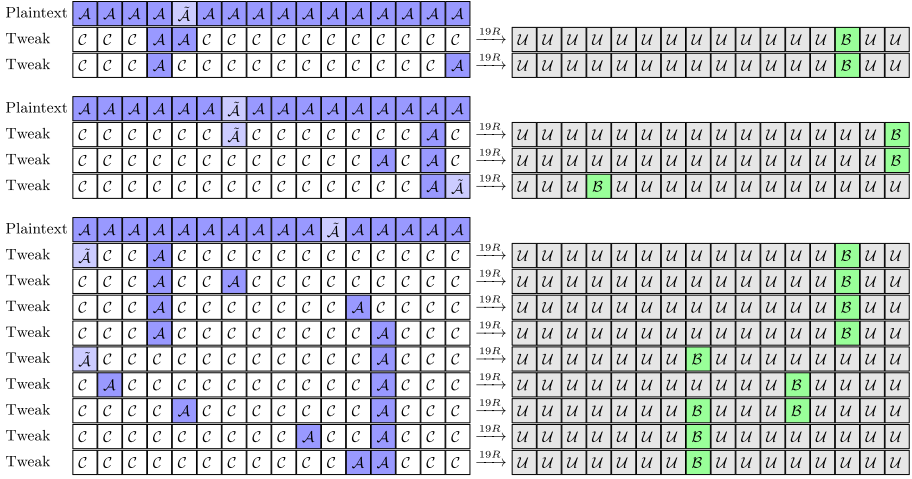 Plaintext A A A A Ã A A A A A A A A A A A
Tweak C C C A A C C C C C C C C C C C 19R U U U U U U U U U U U U U B U U
Tweak C C C A C C C C C C C C C C C A 19R U U U U U U U U U U U U U B U U
Plaintext A A A A A A Ã A A A A A A A A A
Tweak C C C C C C Ã C C C C C C C A C 19R U U U U U U U U U U U U U U U B
Tweak C C C C C C C C C C C C A C A C 19R U U U U U U U U U U U U U U U B
Tweak C C C C C C C C C C C C C C A Ã 19R U U U B U U U U U U U U U U U U
Plaintext A A A A A A A A A A Ã A A A A A
Tweak Ã C C A C C C C C C C C C C C C 19R U U U U U U U U U U U U U B U U
Tweak C C C A C C A C C C C C C C C C 19R U U U U U U U U U U U U U B U U
Tweak C C C A C C C C C C C A C C C C 19R U U U U U U U U U U U U U B U U
Tweak C C C A C C C C C C C C A C C C 19R U U U U U U U U U U U U U B U U
Tweak Ã C C C C C C C C C C C A C C C 19R U U U U U U U B U U U U U U U U
Tweak C A C C C C C C C C C C A C C C 19R U U U U U U U U U U U B U U U U
Tweak C C C C A C C C C C C C A C C C 19R U U U U U U U B U U U B U U U U
Tweak C C C C C C C C C A C C A C C C 19R U U U U U U U B U U U U U U U U
Tweak C C C C C C C C C C C A A C C C 19R U U U U U U U B U U U U U U U U